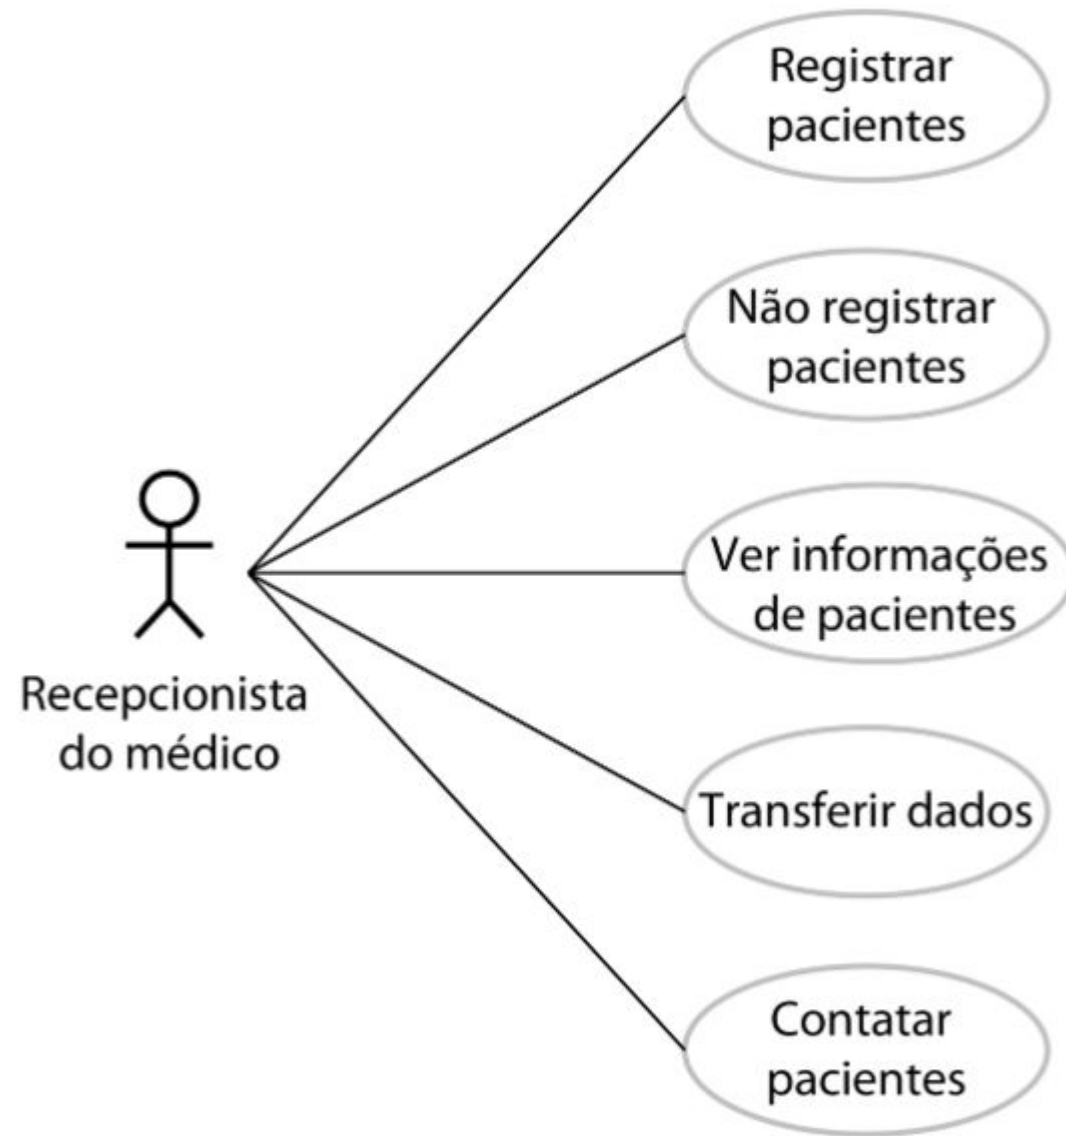 Registrar
pacientes
Não registrar
pacientes
Ver informações
de pacientes
Recepcionista
do médico
Transferir dados
Contatar
pacientes